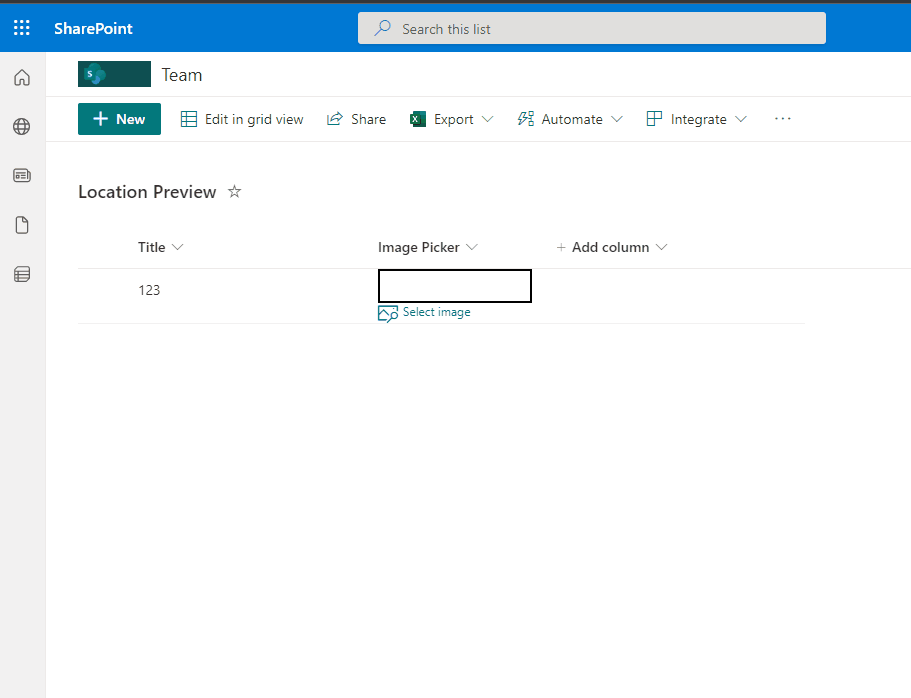 SharePoint
Search this list
S
Team
New
Edit in grid view
Share
Export
Automate
Integrate
Location Preview
Title
Image Picker
Add column
123
Select image